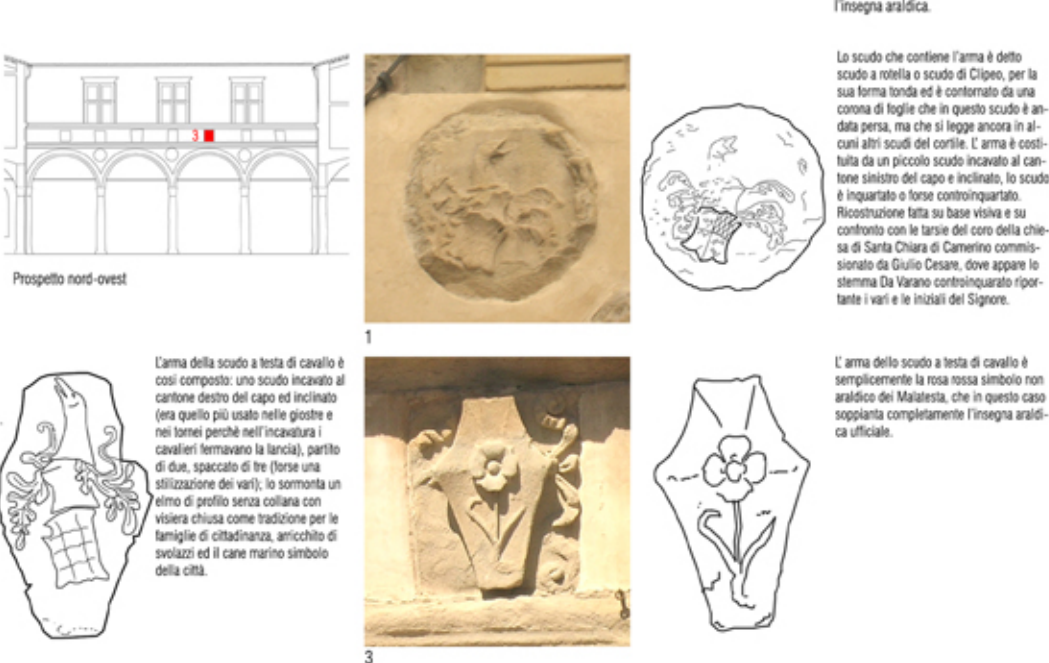 l'insegna araldica.
3
Prospetto nord-ovest
1
Lo scudo che contiene l'arma è detto
scudo a rotella o scudo di Clipeo, per la
sua forma tonda ed è contornato da una
corona di foglie che in questo scudo è an-
data persa, ma che si legge ancora in al-
cuni altri scudi del cortile. L' arma è costi-
tuita da un piccolo scudo incavato al can-
tone sinistro del capo e inclinato, lo scudo
è inquartato o forse controinquartato.
Ricostruzione fatta su base visiva e su
confronto con le tarsie del coro della chie-
sa di Santa Chiara di Camerino commis-
sionato da Giulio Cesare, dove appare lo
stemma Da Varano controinquarato ripor-
tante i vari e le iniziali del Signore.
L'arma della scudo a testa di cavallo è
cosi composto: uno scudo incavato al
cantone destro del capo ed inclinato
(era quello più usato nelle giostre e
nei tornei perchè nell'incavatura i
cavalieri fermavano la lancia), partito
di due, spaccato di tre (forse una
stilizzazione dei vari); lo sormonta un
elmo di profilo senza collana con
visiera chiusa come tradizione per le
famiglie di cittadinanza, arricchito di
svolazzi ed il cane marino simbolo
della città.
3
L' arma dello scudo a testa di cavallo è
semplicemente la rosa rossa simbolo non
araldico dei Malatesta, che in questo caso
soppianta completamente l'insegna araldi-
ca ufficiale.